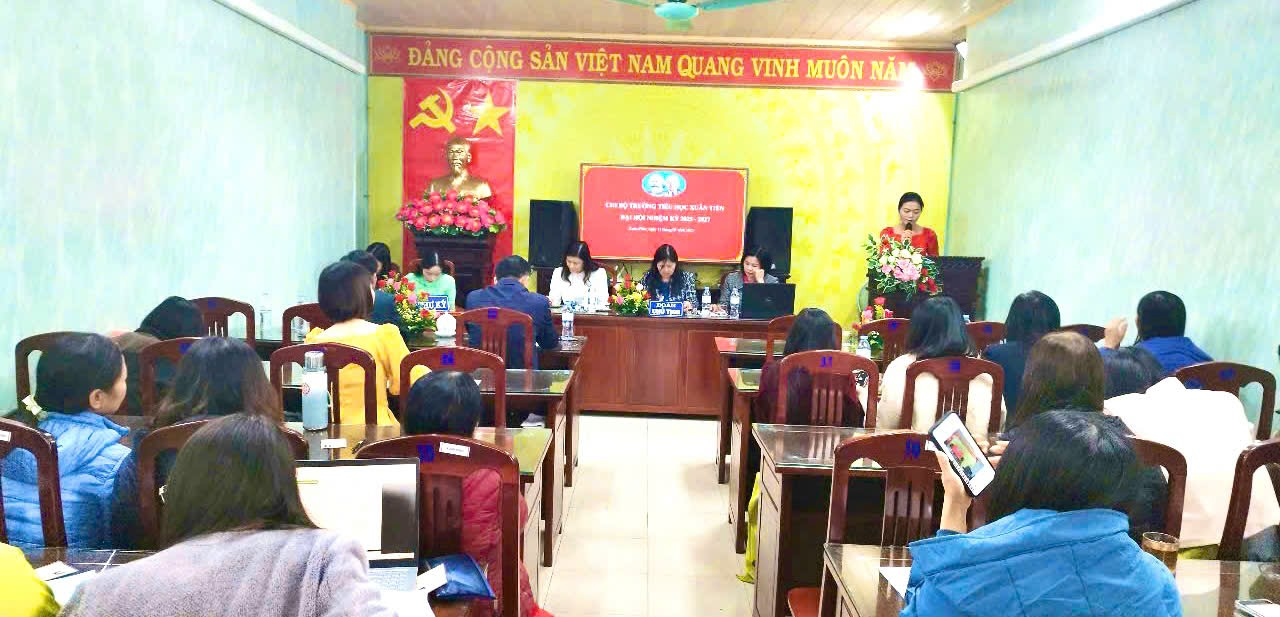 ĐẢNG CỘNG SẢN VIỆT NAM QUANG VINH MUÔN NĂM
CHI BỘ TRƯỜNG TIỂU HỌC XUÂN VIÊN
ĐẠI HỘI NHIỆM KỲ 2025 - 2027
THƯ KÝ
ĐOÀN
CHỦ TỊCH